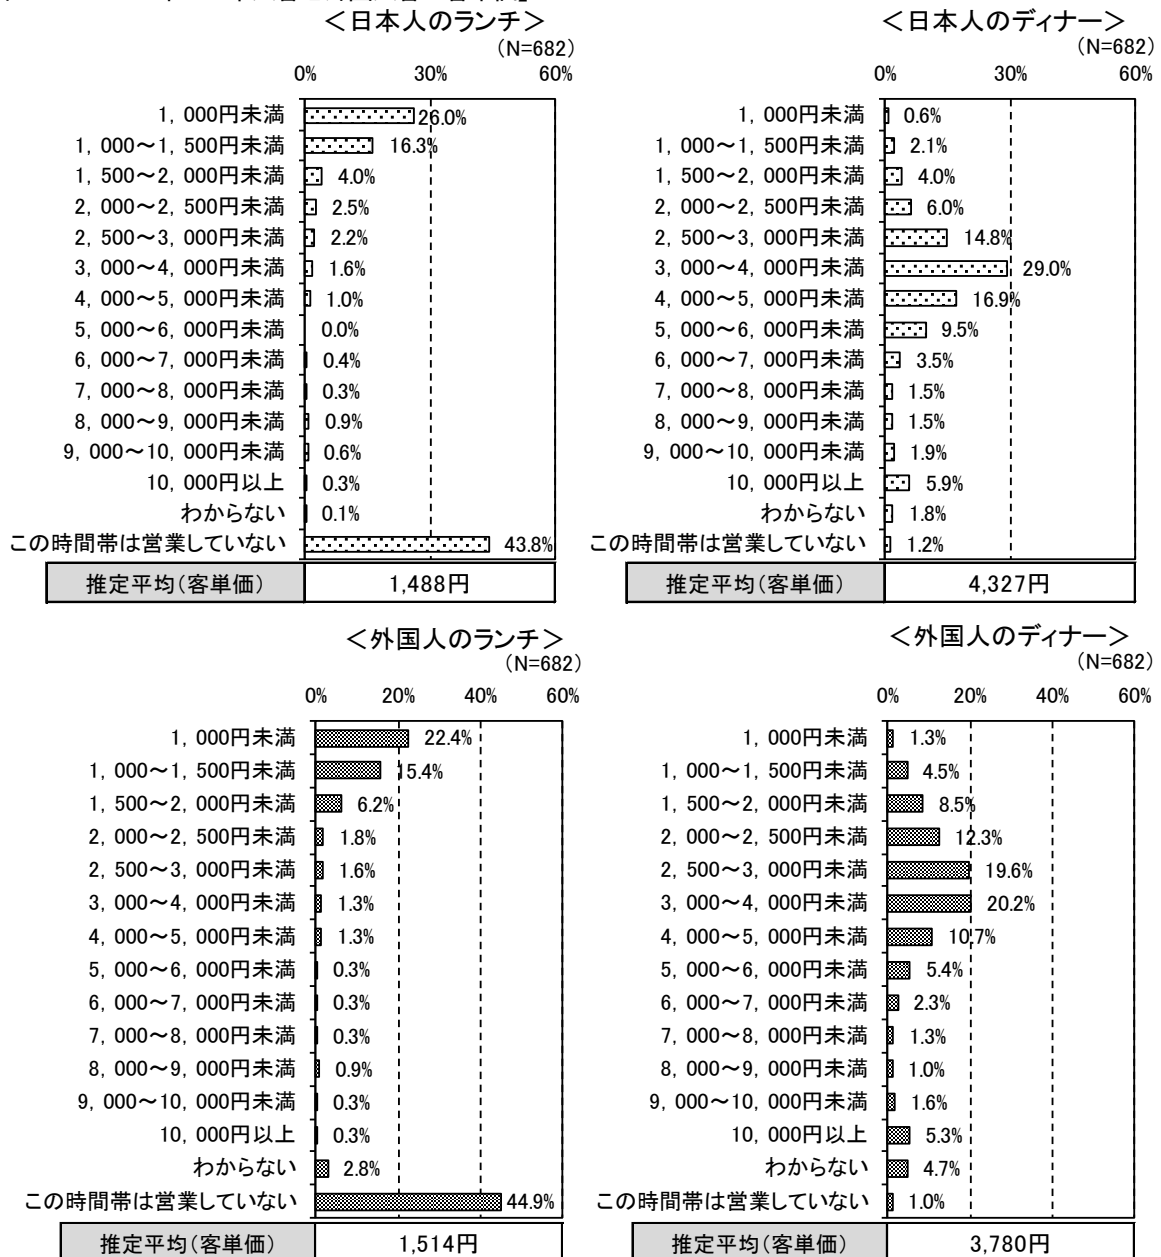 ＜日本人のランチ＞
（N=682）
0% 30% 60%
1，000円未満 26.0%
1，000～1，500円未満 16.3%
1，500～2，000円未満 4.0%
2，000～2，500円未満 2.5%
2，500～3，000円未満 2.2%
3，000～4，000円未満 1.6%
4，000～5，000円未満 1.0%
5，000～6，000円未満 0.0%
6，000～7，000円未満 0.4%
7，000～8，000円未満 0.3%
8，000～9，000円未満 0.9%
9，000～10，000円未満 0.6%
10，000円以上 0.3%
わからない 0.1%
この時間帯は営業していない 43.8%
推定平均（客単価） 1,488円
＜日本人のディナー＞
（N=682）
0% 30% 60%
1，000円未満 0.6%
1，000～1，500円未満 2.1%
1，500～2，000円未満 4.0%
2，000～2，500円未満 6.0%
2，500～3，000円未満 14.8%
3，000～4，000円未満 29.0%
4，000～5，000円未満 16.9%
5，000～6，000円未満 9.5%
6，000～7，000円未満 3.5%
7，000～8，000円未満 1.5%
8，000～9，000円未満 1.5%
9，000～10，000円未満 1.9%
10，000円以上 5.9%
わからない 1.8%
この時間帯は営業していない 1.2%
推定平均（客単価） 4,327円
＜外国人のランチ＞
（N=682）
0% 20% 40% 60%
1，000円未満 22.4%
1，000～1，500円未満 15.4%
1，500～2，000円未満 6.2%
2，000～2，500円未満 1.8%
2，500～3，000円未満 1.6%
3，000～4，000円未満 1.3%
4，000～5，000円未満 1.3%
5，000～6，000円未満 0.3%
6，000～7，000円未満 0.3%
7，000～8，000円未満 0.3%
8，000～9，000円未満 0.9%
9，000～10，000円未満 0.3%
10，000円以上 0.3%
わからない 2.8%
この時間帯は営業していない 44.9%
推定平均（客単価） 1,514円
＜外国人のディナー＞
（N=682）
0% 20% 40% 60%
1，000円未満 1.3%
1，000～1，500円未満 4.5%
1，500～2，000円未満 8.5%
2，000～2，500円未満 12.3%
2，500～3，000円未満 19.6%
3，000～4，000円未満 20.2%
4，000～5，000円未満 10.7%
5，000～6，000円未満 5.4%
6，000～7，000円未満 2.3%
7，000～8，000円未満 1.3%
8，000～9，000円未満 1.0%
9，000～10，000円未満 1.6%
10，000円以上 5.3%
わからない 4.7%
この時間帯は営業していない 1.0%
推定平均（客単価） 3,780円